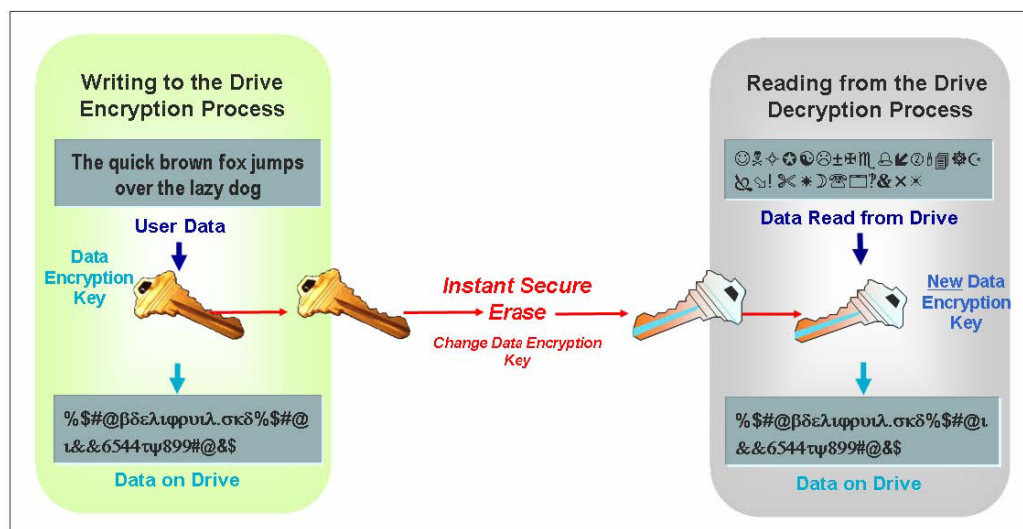 Writing to the Drive
Encryption Process
The quick brown fox jumps
over the lazy dog
User Data
Data
Encryption
Key
%$#@βδελιφρυιλ.σκδ%$#@
ι&&6544τψ899#@&$
Data on Drive
Instant Secure
Erase
Change Data Encryption
Key
Reading from the Drive
Decryption Process
Data Read from Drive
New Data
Encryption
Key
%$#@βδελιφρυιλ.σκδ%$#@ι
&&6544τψ899#@&$
Data on Drive